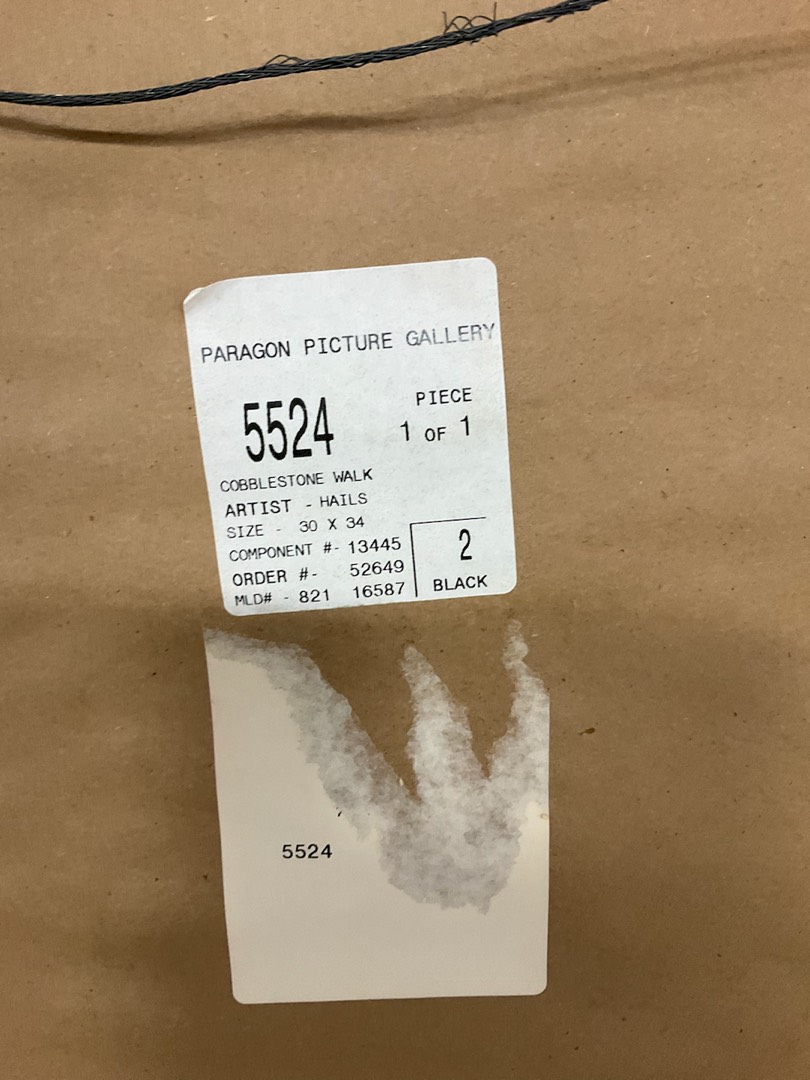 PARAGON PICTURE GALLERY
5524
PIECE
1 OF 1
COBBLESTONE WALK
ARTIST - HAILS
SIZE - 30 X 34
COMPONENT #- 13445
ORDER #- 52649
MLD# - 821 16587
2
BLACK
5524